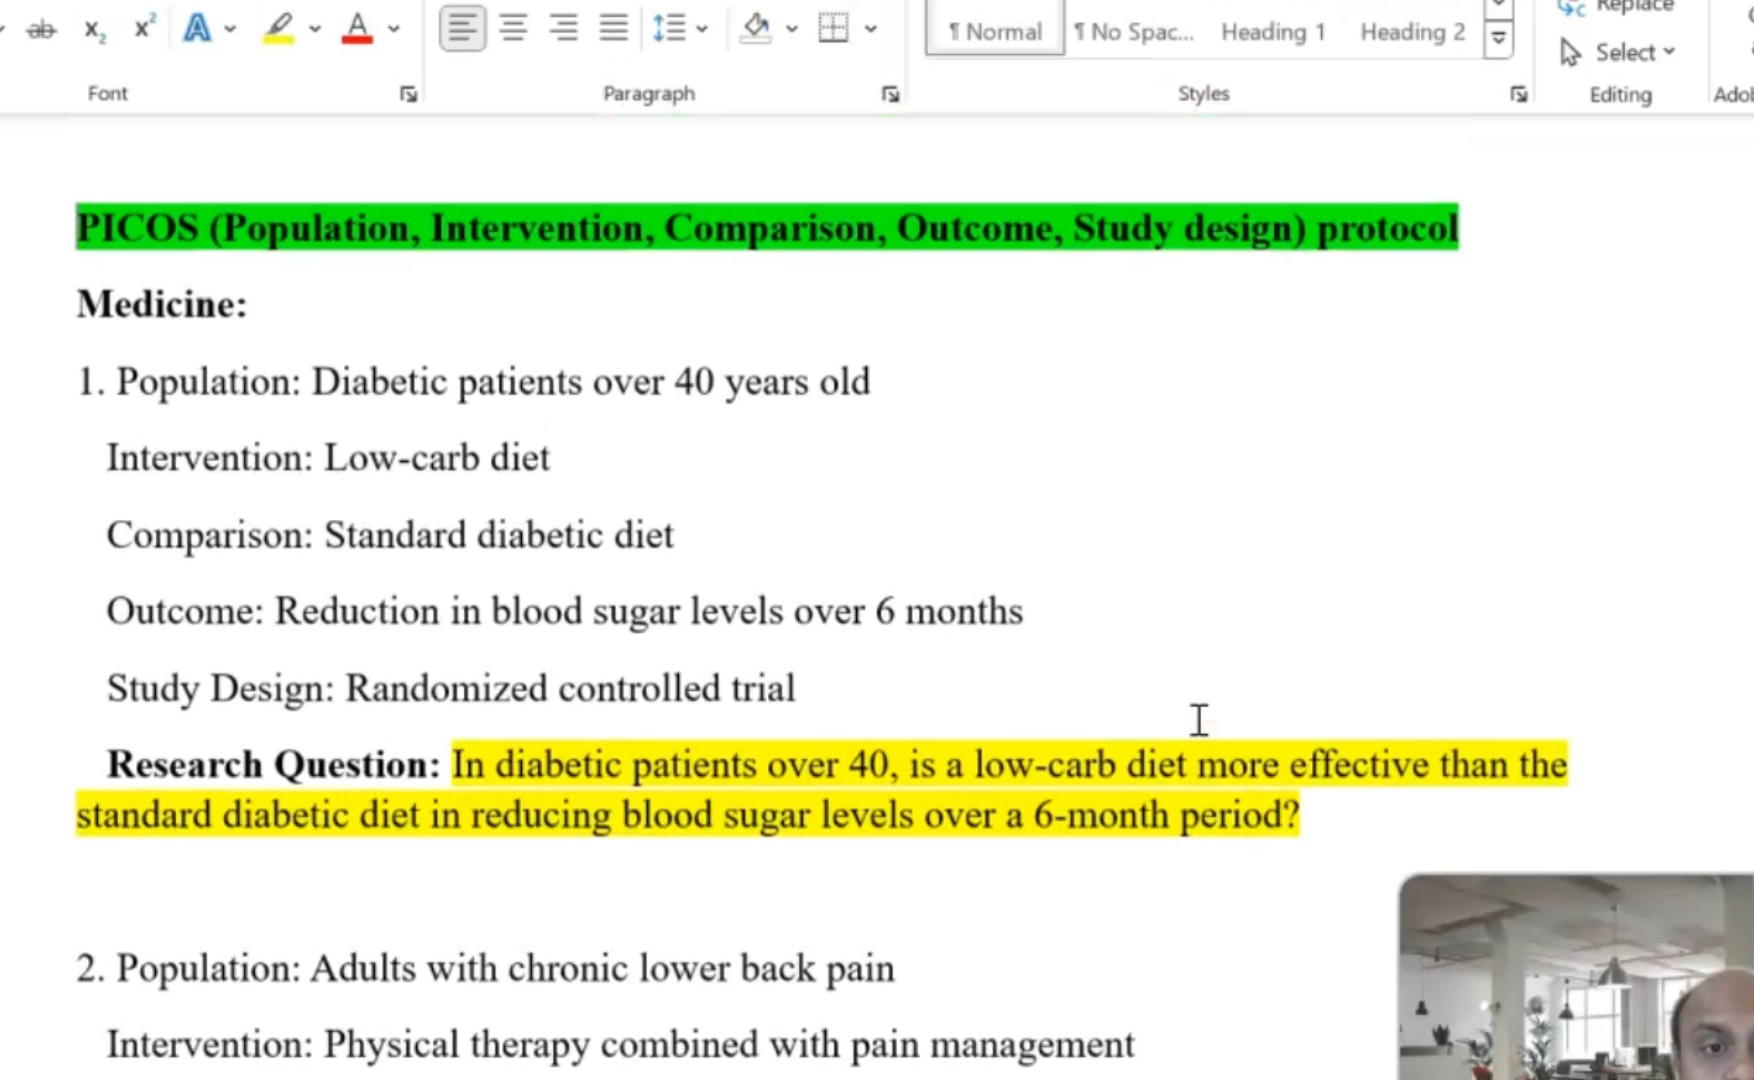 ab x₂ x² A A ¶ Normal ¶ No Spac... Heading 1 Heading 2 Replace
Select
Font Paragraph Styles Editing
PICOS (Population, Intervention, Comparison, Outcome, Study design) protocol
Medicine:
1. Population: Diabetic patients over 40 years old
Intervention: Low-carb diet
Comparison: Standard diabetic diet
Outcome: Reduction in blood sugar levels over 6 months
Study Design: Randomized controlled trial
Research Question: In diabetic patients over 40, is a low-carb diet more effective than the
standard diabetic diet in reducing blood sugar levels over a 6-month period?
2. Population: Adults with chronic lower back pain
Intervention: Physical therapy combined with pain management